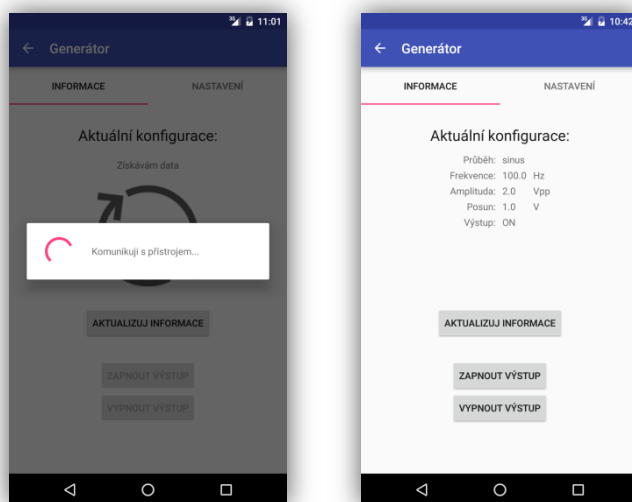 3G 11:01
Generátor
INFORMACE NASTAVENÍ
Aktuální konfigurace:
Získávám data
Komunikuji s přístrojem...
AKTUALIZUJ INFORMACE
ZAPNOUT VÝSTUP
VYPNOUT VÝSTUP
3G 10:42
Generátor
INFORMACE NASTAVENÍ
Aktuální konfigurace:
Průběh: sinus
Frekvence: 100.0 Hz
Amplituda: 2.0 Vpp
Posun: 1.0 V
Výstup: ON
AKTUALIZUJ INFORMACE
ZAPNOUT VÝSTUP
VYPNOUT VÝSTUP